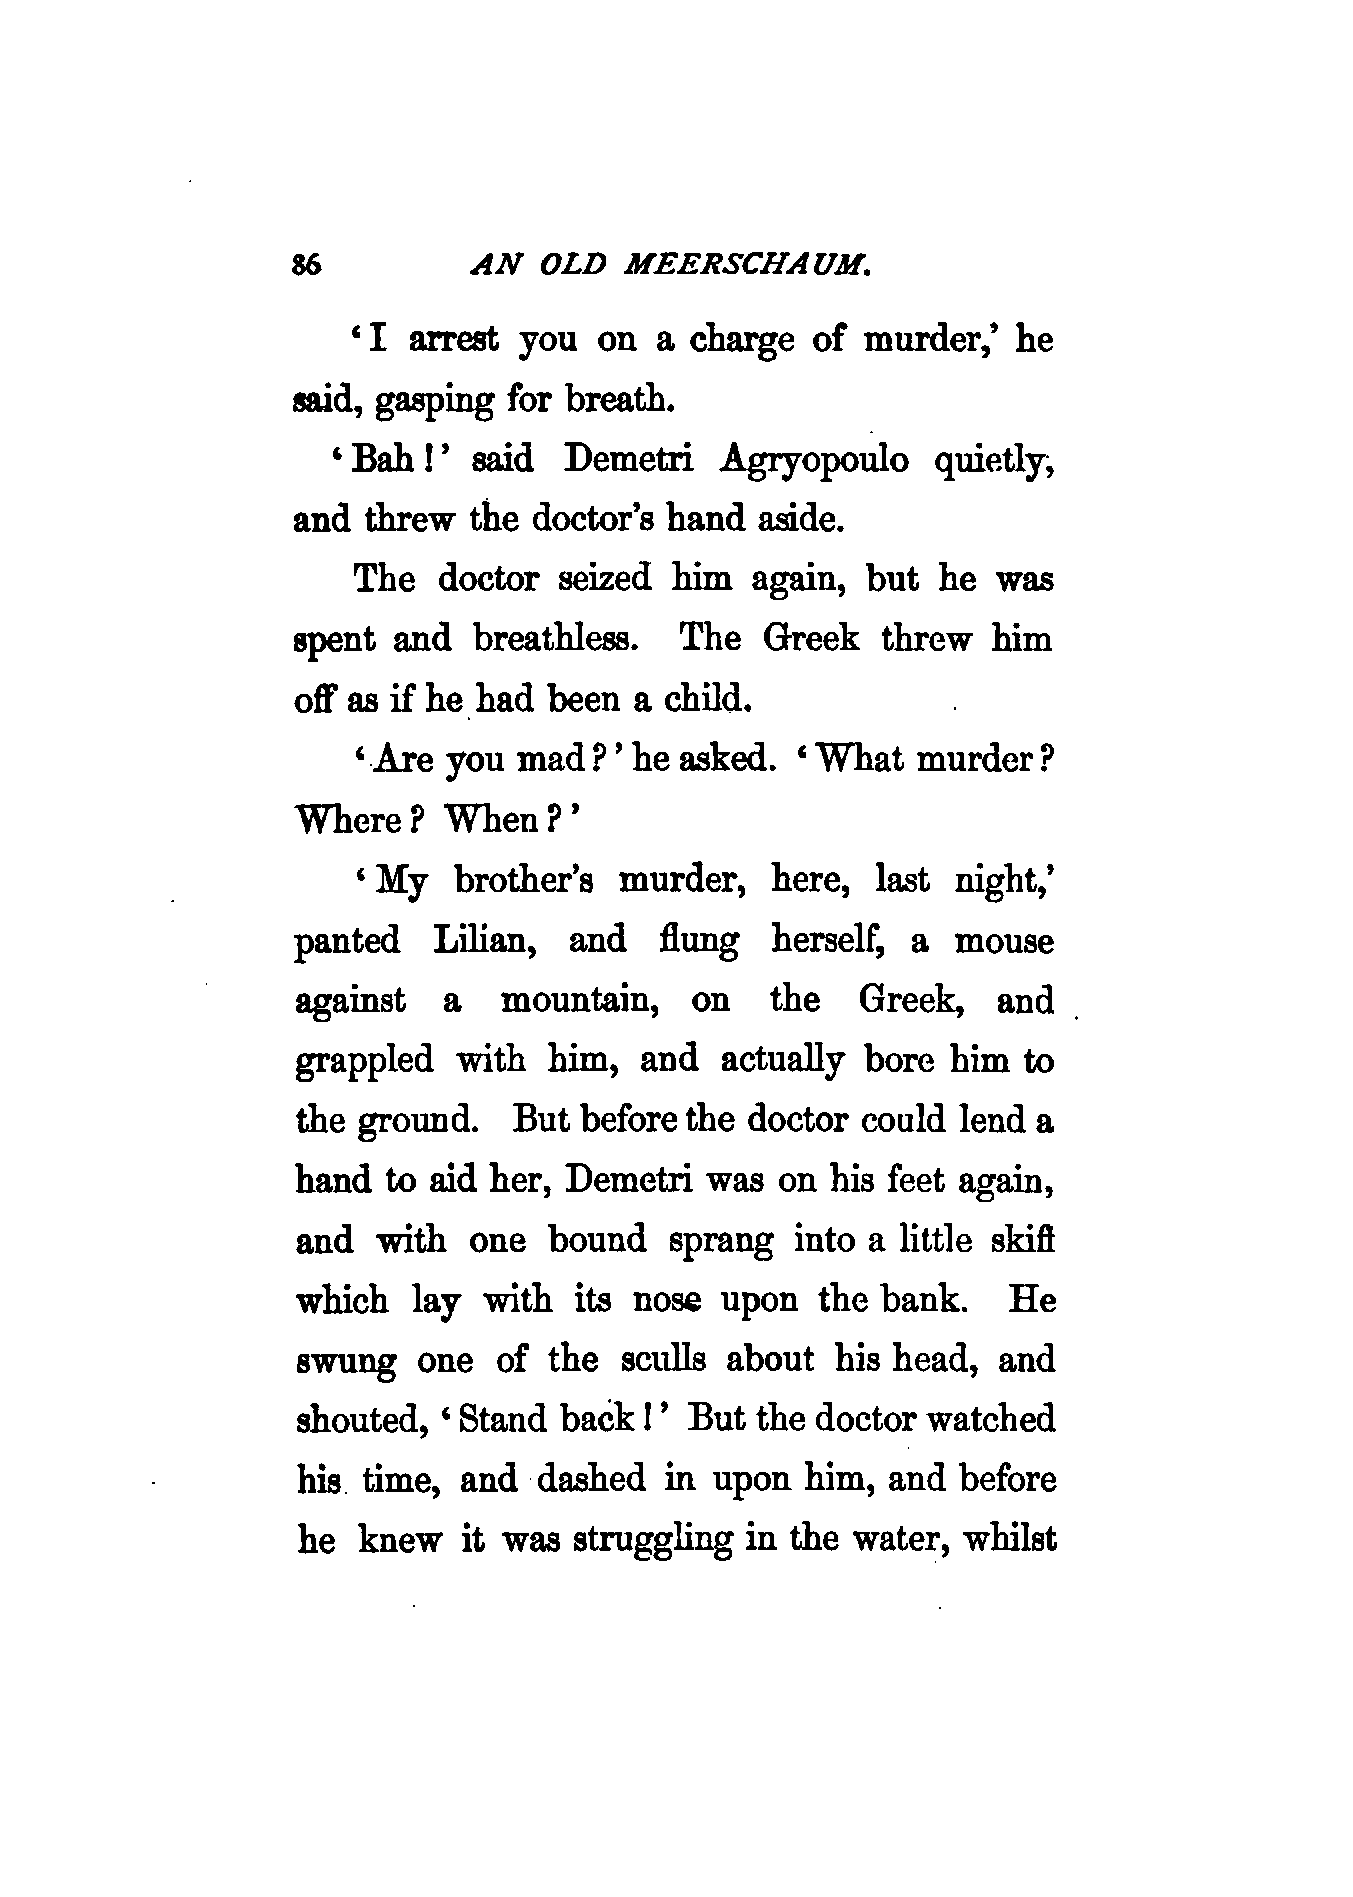 86 AN OLD MEERSCHAUM.
‘ I arrest you on a charge of murder,’ he
said, gasping for breath.
‘ Bah ! ’ said Demetri Agryopoulo quietly,
and threw the doctor’s hand aside.
The doctor seized him again, but he was
spent and breathless. The Greek threw him
off as if he had been a child.
‘ Are you mad ? ’ he asked. ‘ What murder ?
Where ? When ? ’
‘ My brother’s murder, here, last night,’
panted Lilian, and flung herself, a mouse
against a mountain, on the Greek, and
grappled with him, and actually bore him to
the ground. But before the doctor could lend a
hand to aid her, Demetri was on his feet again,
and with one bound sprang into a little skiff
which lay with its nose upon the bank. He
swung one of the sculls about his head, and
shouted, ‘ Stand back ! ’ But the doctor watched
his time, and dashed in upon him, and before
he knew it was struggling in the water, whilst